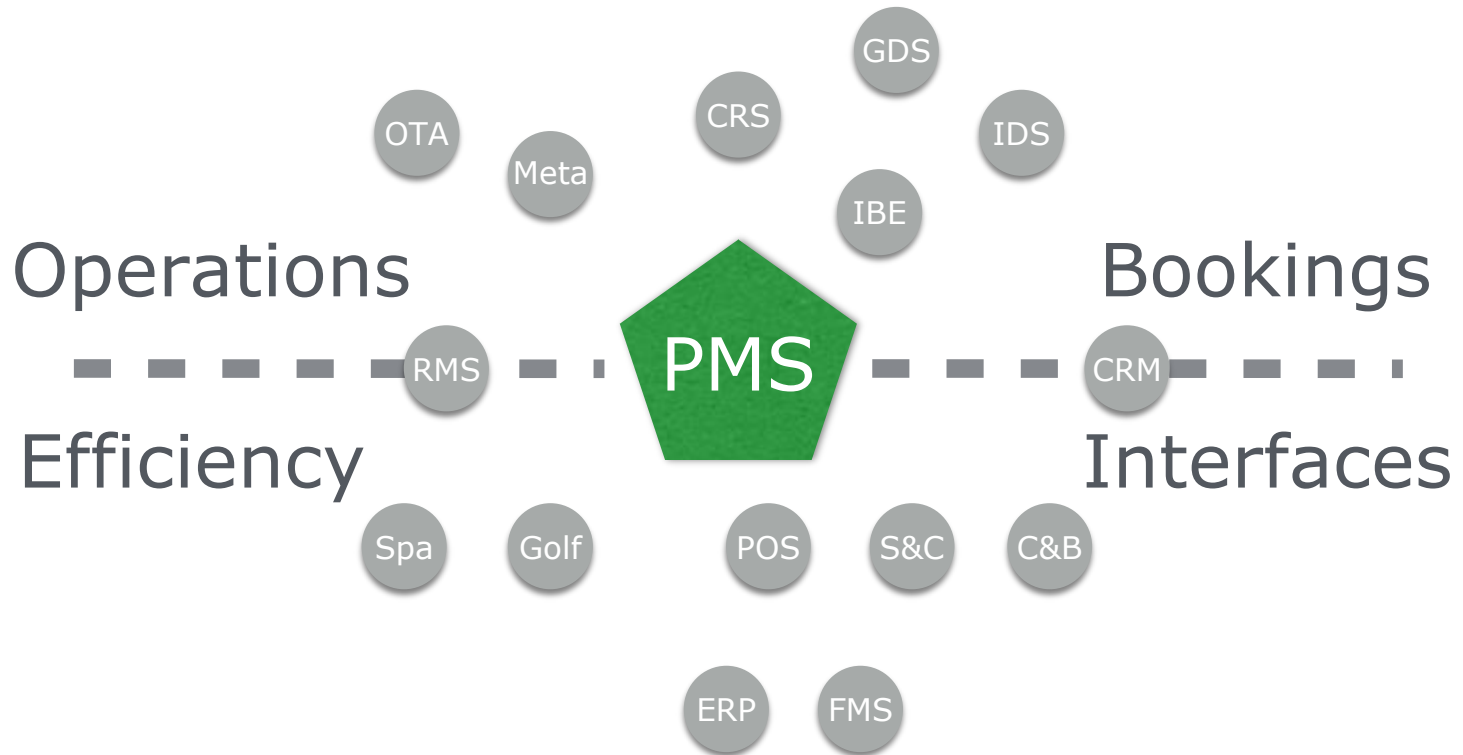 GDS
CRS
OTA
IDS
Meta
IBE
Operations
Bookings
RMS
PMS
CRM
Efficiency
Interfaces
Spa
Golf
POS
S&C
C&B
ERP
FMS